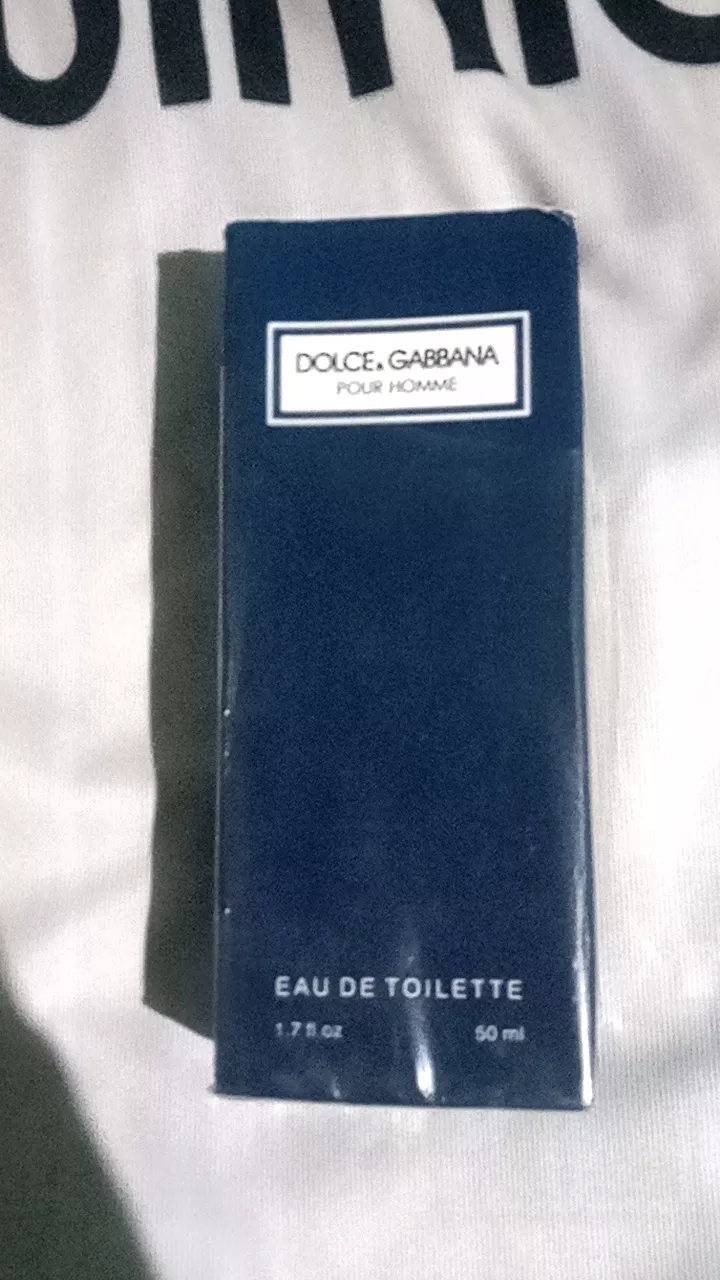 DOLCE & GABBANA
POUR HOMME
EAU DE TOILETTE
1.7 fl oz 50 ml